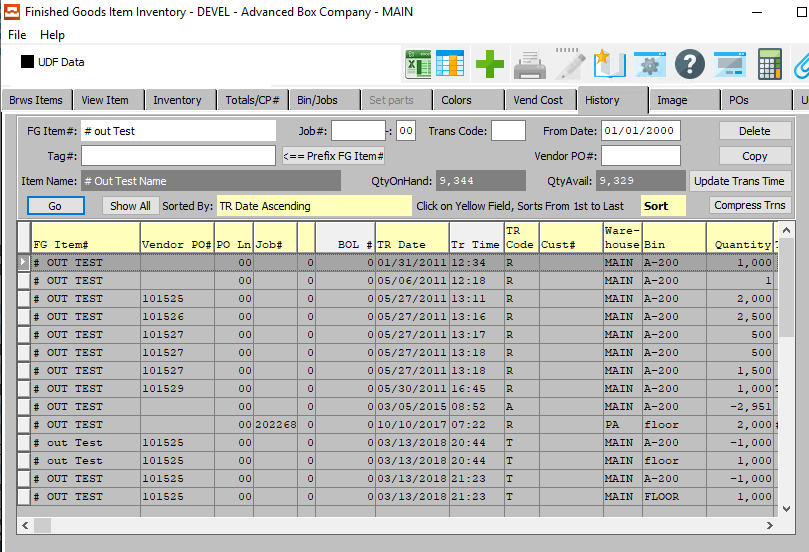 Finished Goods Item Inventory - DEVEL - Advanced Box Company - MAIN
File Help
UDF Data
Brws Items View Item Inventory Totals/CP# Bin/Jobs Set parts Colors Vend Cost History Image POs U
FG Item#: # out Test Job#: -: 00 Trans Code: From Date: 01/01/2000 Delete
Tag#: <== Prefix FG Item# Vendor PO#: Copy
Item Name: # Out Test Name QtyOnHand: 9,344 QtyAvail: 9,329 Update Trans Time
Go Show All Sorted By: TR Date Ascending Click on Yellow Field, Sorts From 1st to Last Sort Compress Trns
TR Ware-
FG Item# Vendor PO# PO Ln Job# BOL # TR Date Tr Time Code Cust# house Bin Quantity T
# OUT TEST 00 0 0 01/31/2011 12:34 R MAIN A-200 1,000
# OUT TEST 00 0 0 05/06/2011 12:18 R MAIN A-200 1
# OUT TEST 101525 00 0 0 05/27/2011 13:11 R MAIN A-200 2,000
# OUT TEST 101526 00 0 0 05/27/2011 13:16 R MAIN A-200 2,500
# OUT TEST 101527 00 0 0 05/27/2011 13:17 R MAIN A-200 500
# OUT TEST 101527 00 0 0 05/27/2011 13:18 R MAIN A-200 500
# OUT TEST 101527 00 0 0 05/27/2011 13:18 R MAIN A-200 1,500
# OUT TEST 101529 00 0 0 05/30/2011 16:45 R MAIN A-200 1,000
# OUT TEST 00 0 0 03/05/2015 08:52 A MAIN A-200 -2,951
# OUT TEST 00 202268 0 0 10/10/2017 07:22 R PA floor 2,000 #
# out Test 101525 00 0 0 03/13/2018 20:44 T MAIN A-200 -1,000
# out Test 101525 00 0 0 03/13/2018 20:44 T MAIN floor 1,000
# OUT TEST 101525 00 0 0 03/13/2018 21:23 T MAIN A-200 -1,000
# OUT TEST 101525 00 0 0 03/13/2018 21:23 T MAIN FLOOR 1,000